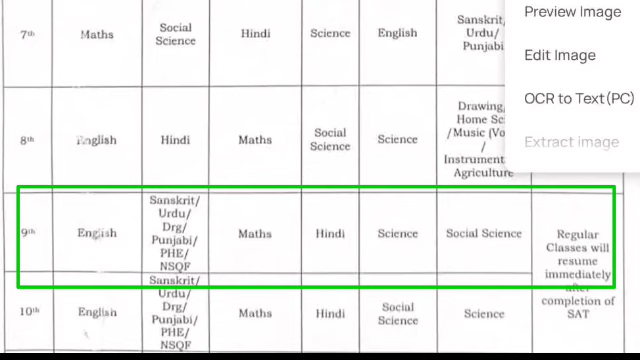 7th Maths Social Science Hindi Science English Sanskrit/ Urdu/ Punjabi
8th English Hindi Maths Social Science Science Drawing/ Home Sc /Music (Vo / Instrument Agriculture
9th English Sanskrit/ Urdu/ Drg/ Punjabi/ PHE/ NSQF Maths Hindi Science Social Science Regular Classes will resume immediately after completion of SAT
10th English Sanskrit/ Urdu/ Drg/ Punjabi/ PHE/ NSQF Maths Hindi Social Science Science
Preview Image
Edit Image
OCR to Text(PC)
Extract image